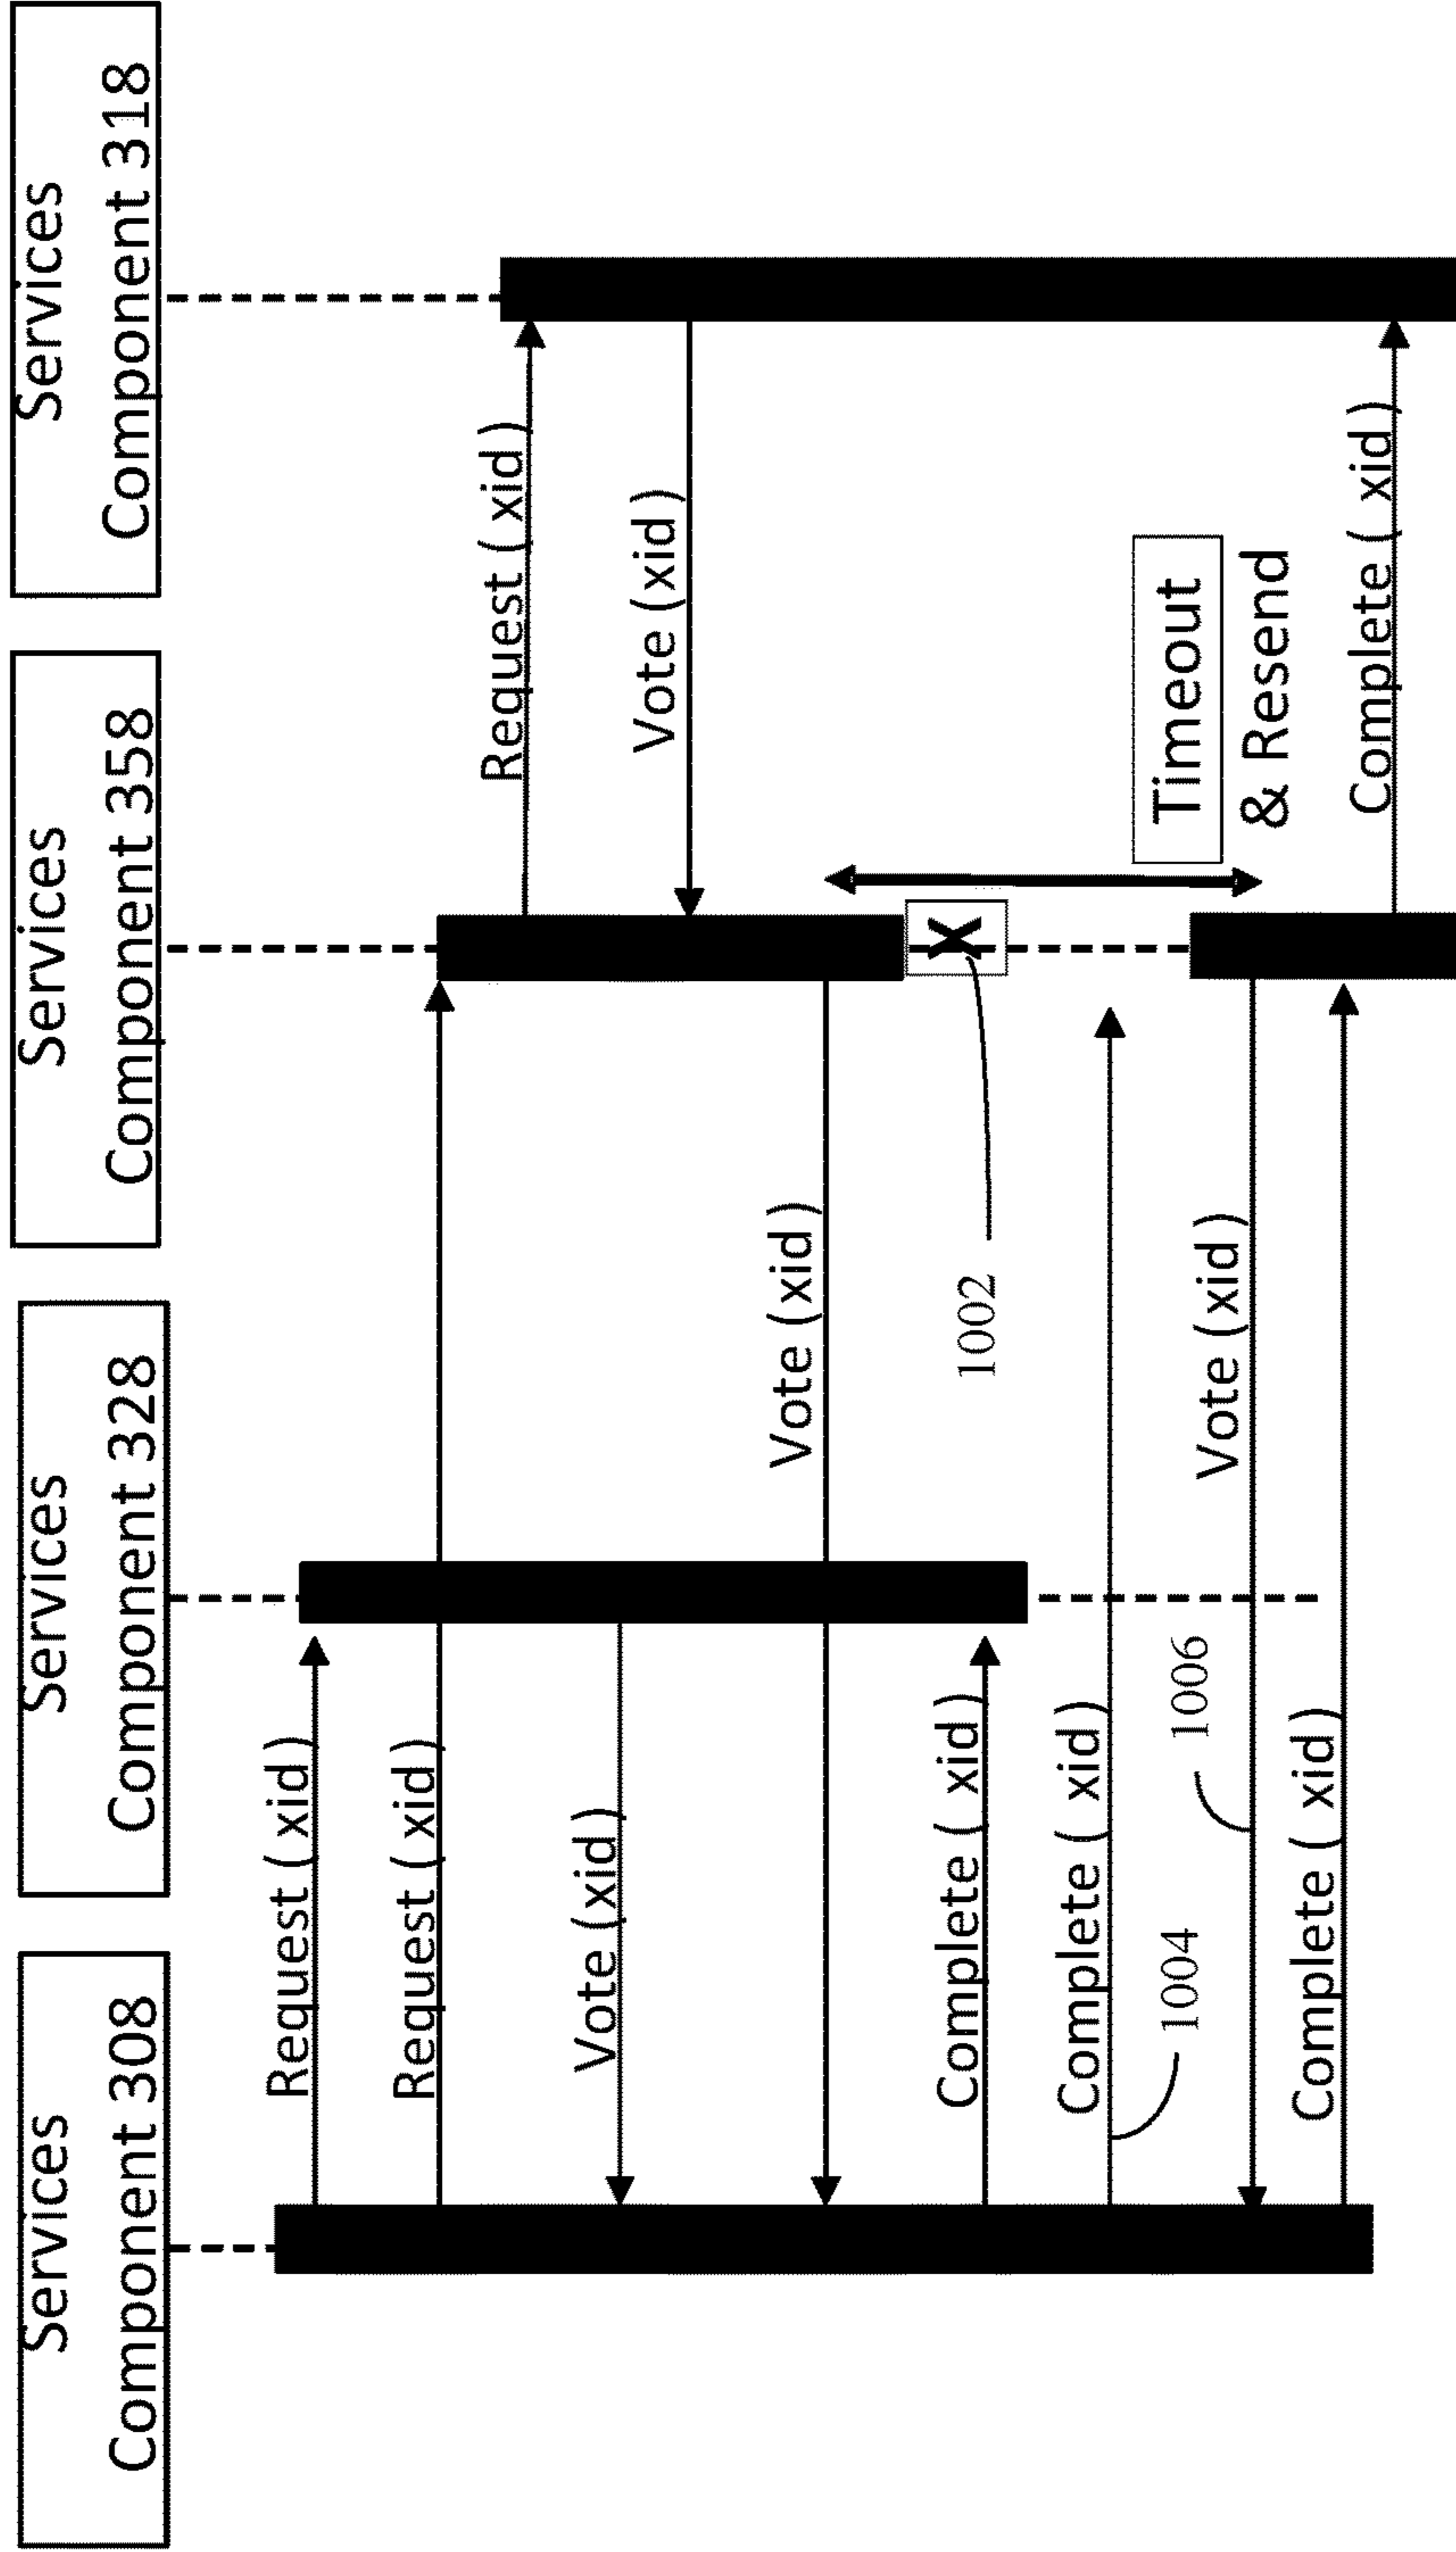 Services
Component 308
Services
Component 328
Services
Component 358
Services
Component 318
Request ( xid )
Request ( xid )
Request ( xid )
Vote (xid )
Vote (xid )
Vote (xid )
X
1002
Complete ( xid )
Complete ( xid )
1004
Timeout
& Resend
Vote (xid )
1006
Complete ( xid )
Complete ( xid )